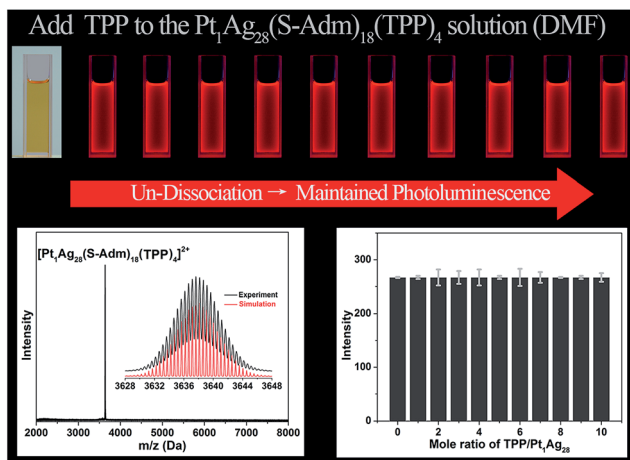 Add TPP to the Pt₁Ag₂₈(S-Adm)₁₈(TPP)₄ solution (DMF)
Un-Dissociation → Maintained Photoluminescence
[Pt₁Ag₂₈(S-Adm)₁₈(TPP)₄]²⁺
Experiment
Simulation
3628 3632 3636 3640 3644 3648
Intensity
2000 3000 4000 5000 6000 7000 8000
m/z (Da)
300
200
100
0
Intensity
0 2 4 6 8 10
Mole ratio of TPP/Pt₁Ag₂₈